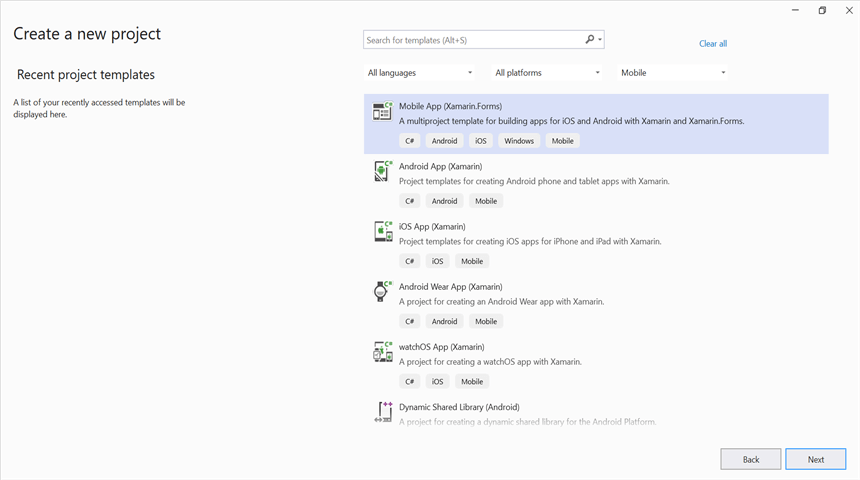 Create a new project
Search for templates (Alt+S)
Clear all
Recent project templates
All languages
All platforms
Mobile
A list of your recently accessed templates will be
displayed here.
Mobile App (Xamarin.Forms)
A multiproject template for building apps for iOS and Android with Xamarin and Xamarin.Forms.
C# Android iOS Windows Mobile
Android App (Xamarin)
Project templates for creating Android phone and tablet apps with Xamarin.
C# Android Mobile
iOS App (Xamarin)
Project templates for creating iOS apps for iPhone and iPad with Xamarin.
C# iOS Mobile
Android Wear App (Xamarin)
A project for creating an Android Wear app with Xamarin.
C# Android Mobile
watchOS App (Xamarin)
A project for creating a watchOS app with Xamarin.
C# iOS Mobile
Dynamic Shared Library (Android)
A project for creating a dynamic shared library for the Android Platform.
Back
Next